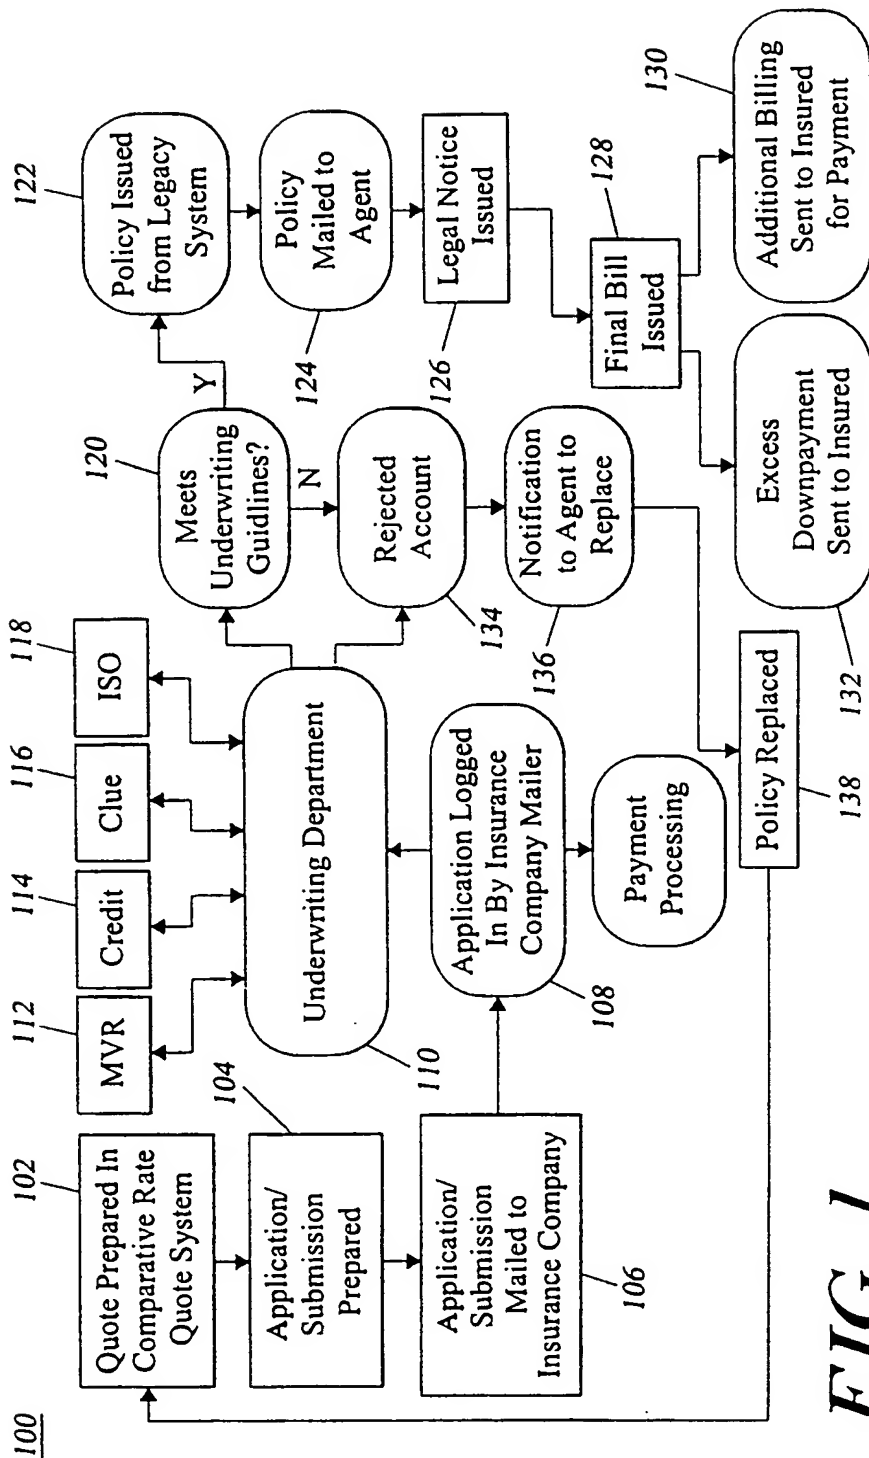 100
102
Quote Prepared In
Comparative Rate
Quote System
104
Application/
Submission
Prepared
Application/
Submission
Mailed to
Insurance Company
106
112
MVR
114
Credit
116
Clue
118
ISO
Underwriting Department
110
Application Logged
In By Insurance
Company Mailer
108
Payment
Processing
120
Meets
Underwriting
Guidlines?
Y
N
Rejected
Account
134
Notification
to Agent to
Replace
136
Policy Replaced
138
122
Policy Issued
from Legacy
System
Policy
Mailed to
Agent
124
Legal Notice
Issued
126
128
Final Bill
Issued
130
Additional Billing
Sent to Insured
for Payment
Excess
Downpayment
Sent to Insured
132
FIG. 1